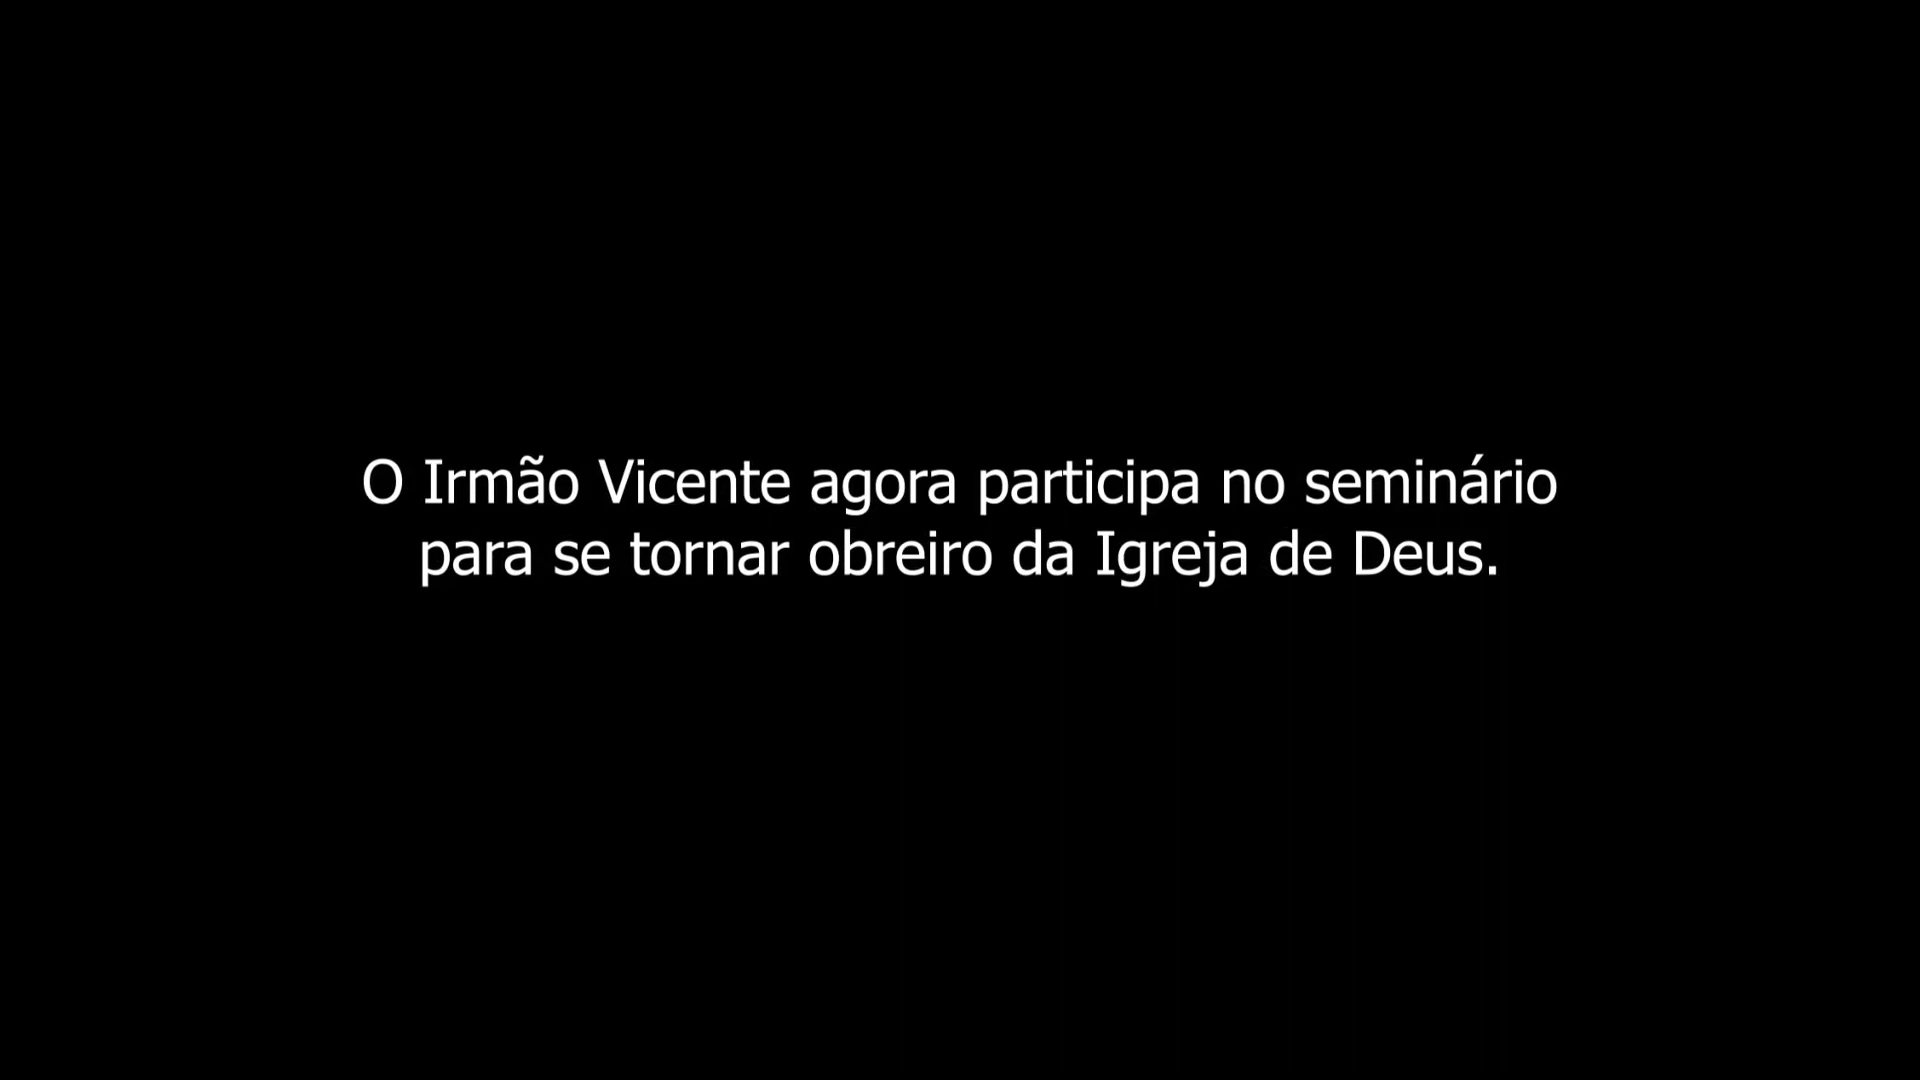 O Irmão Vicente agora participa no seminário
para se tornar obreiro da Igreja de Deus.